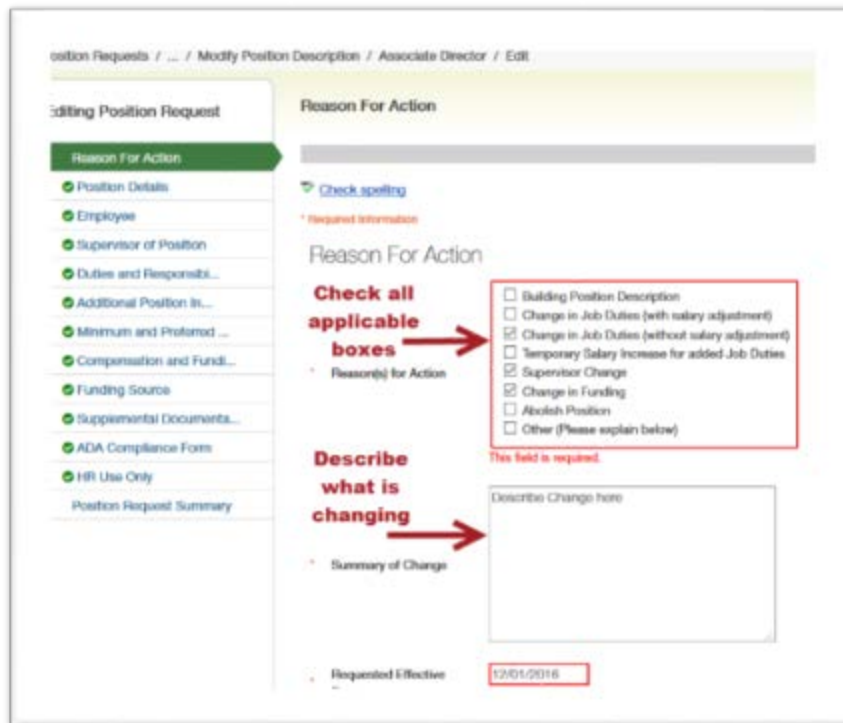 osition Requests / ... / Modify Position Description / Associate Director / Edit
Editing Position Request
Reason For Action
Position Details
Employee
Supervisor of Position
Duties and Responsibi...
Additional Position In...
Minimum and Preferred ...
Compensation and Fundi...
Funding Source
Supplemental Documenta...
ADA Compliance Form
HR Use Only
Position Request Summary
Reason For Action
Check spelling
* Required Information
Reason For Action
Check all
applicable
boxes
* Reason(s) for Action
Building Position Description
Change in Job Duties (with salary adjustment)
Change in Job Duties (without salary adjustment)
Temporary Salary Increase for added Job Duties
Supervisor Change
Change in Funding
Abolish Position
Other (Please explain below)
This field is required.
Describe
what is
changing
* Summary of Change
Describe Change here
* Requested Effective
12/01/2016